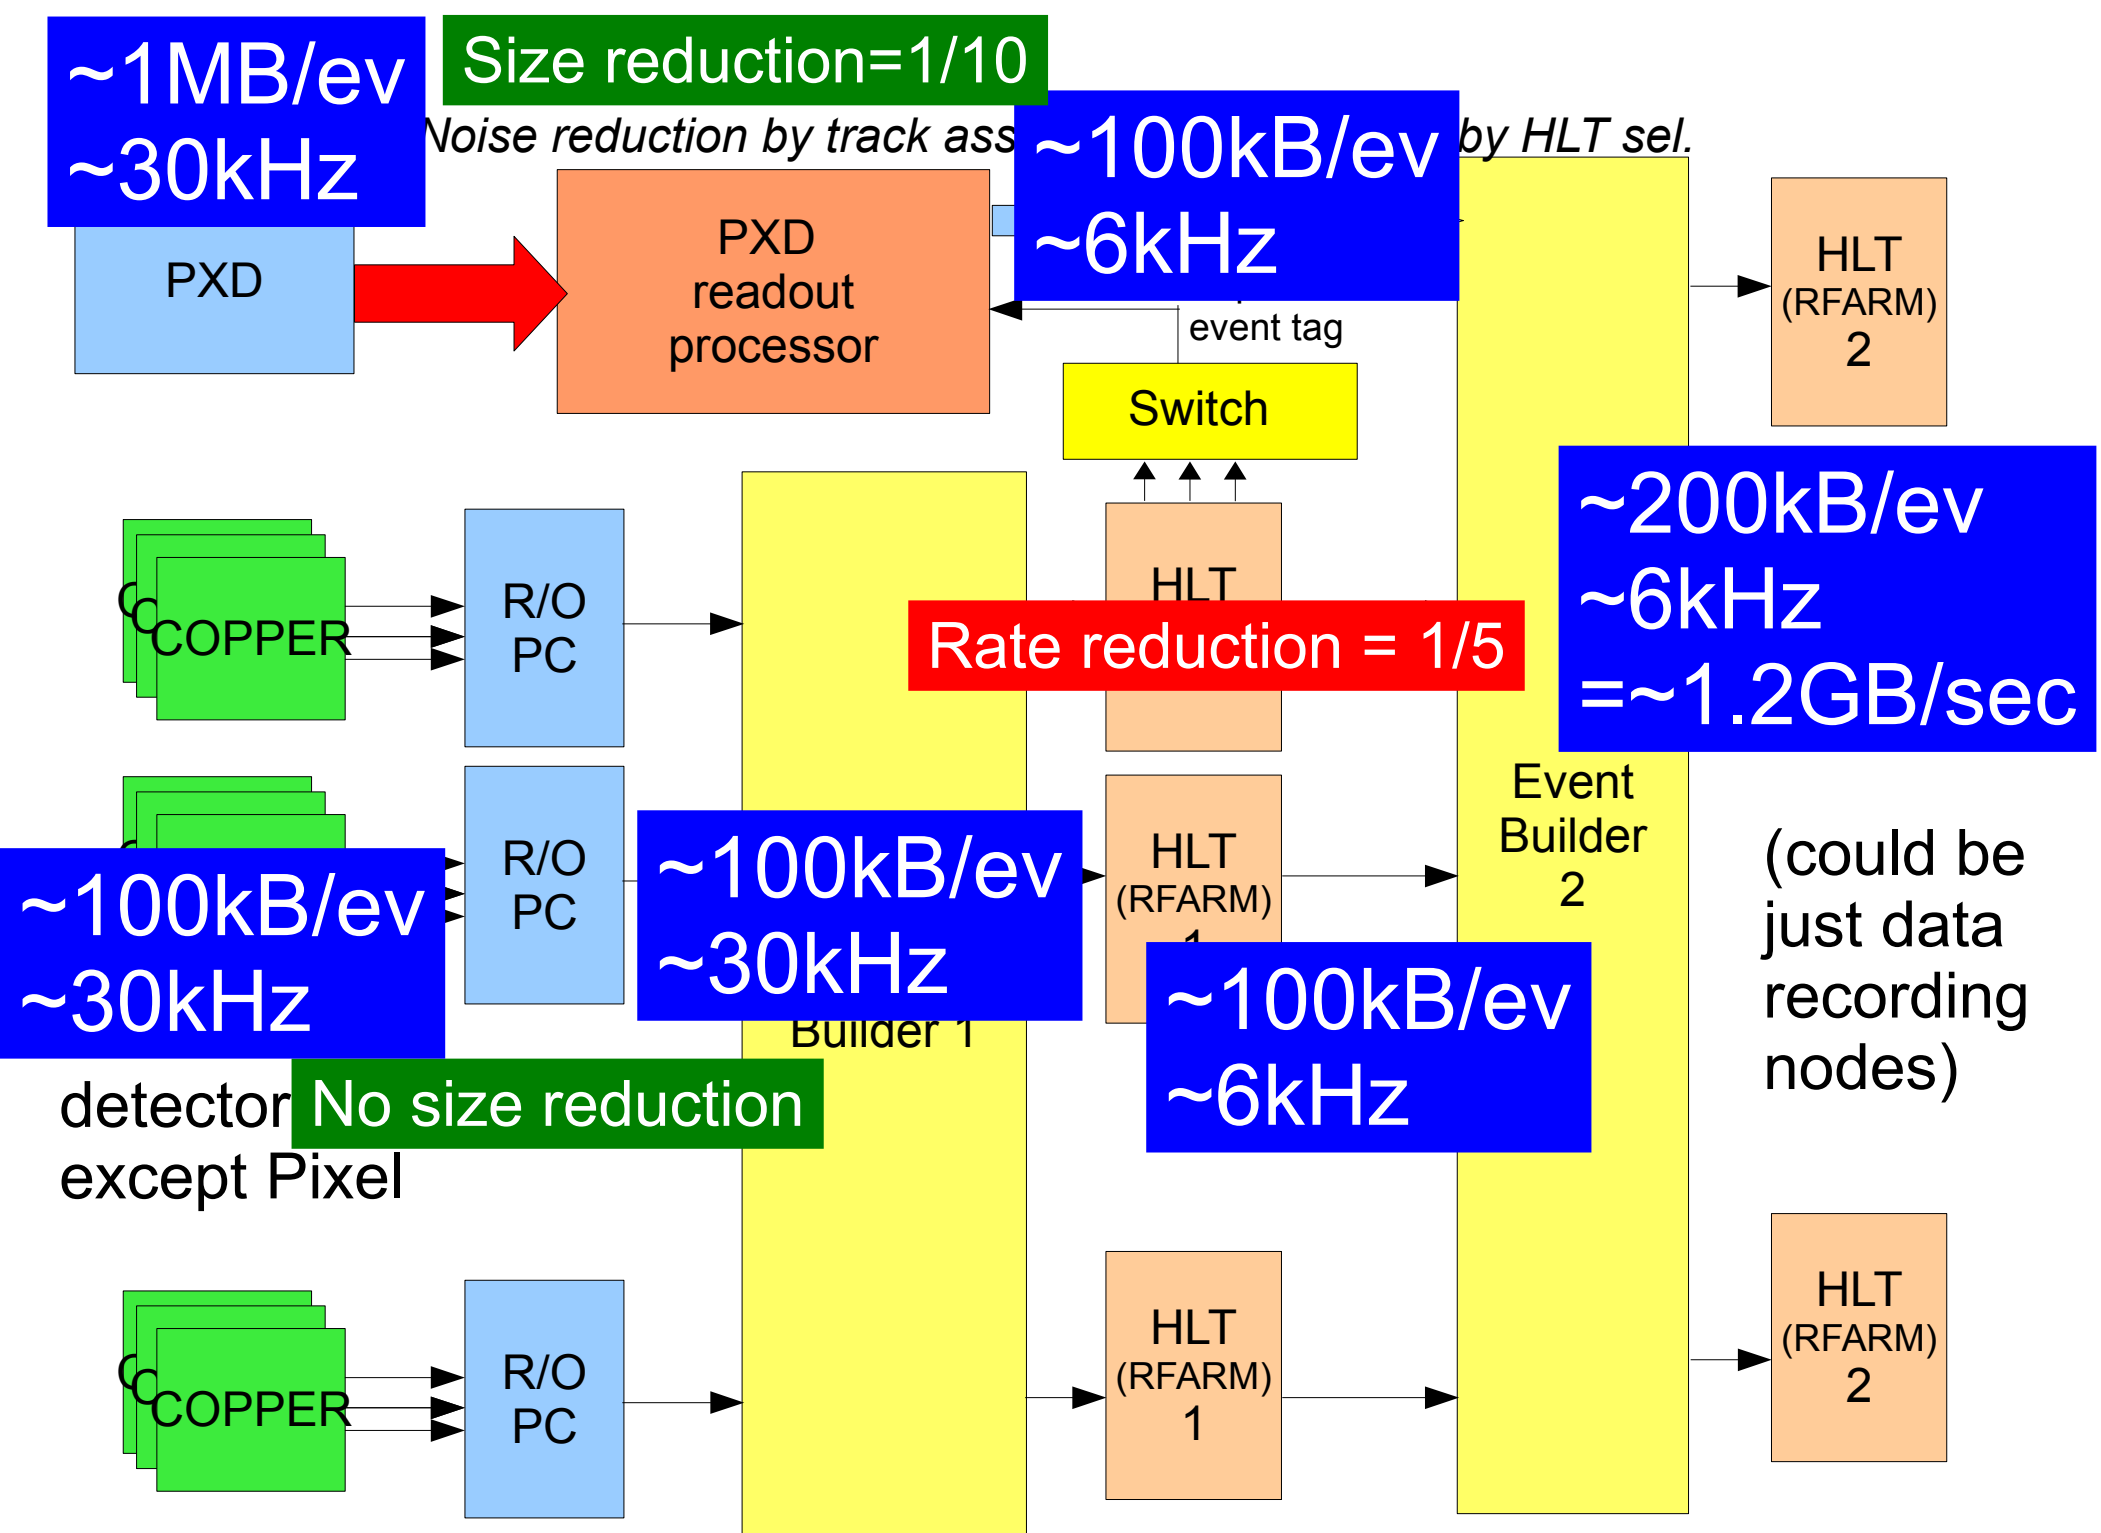 ~1MB/ev
~30kHz
Size reduction=1/10
Noise reduction by track
by HLT sel.
~100kB/ev
~6kHz
PXD
PXD
readout
processor
event tag
Switch
HLT
(RFARM)
2
~200kB/ev
~6kHz
=~1.2GB/sec
COPPER
R/O
PC
HLT
Rate reduction = 1/5
R/O
PC
~100kB/ev
~30kHz
~100kB/ev
~30kHz
Builder 1
HLT
(RFARM)
1
~100kB/ev
~6kHz
Event
Builder
2
(could be
just data
recording
nodes)
detector
No size reduction
except Pixel
COPPER
R/O
PC
HLT
(RFARM)
1
HLT
(RFARM)
2